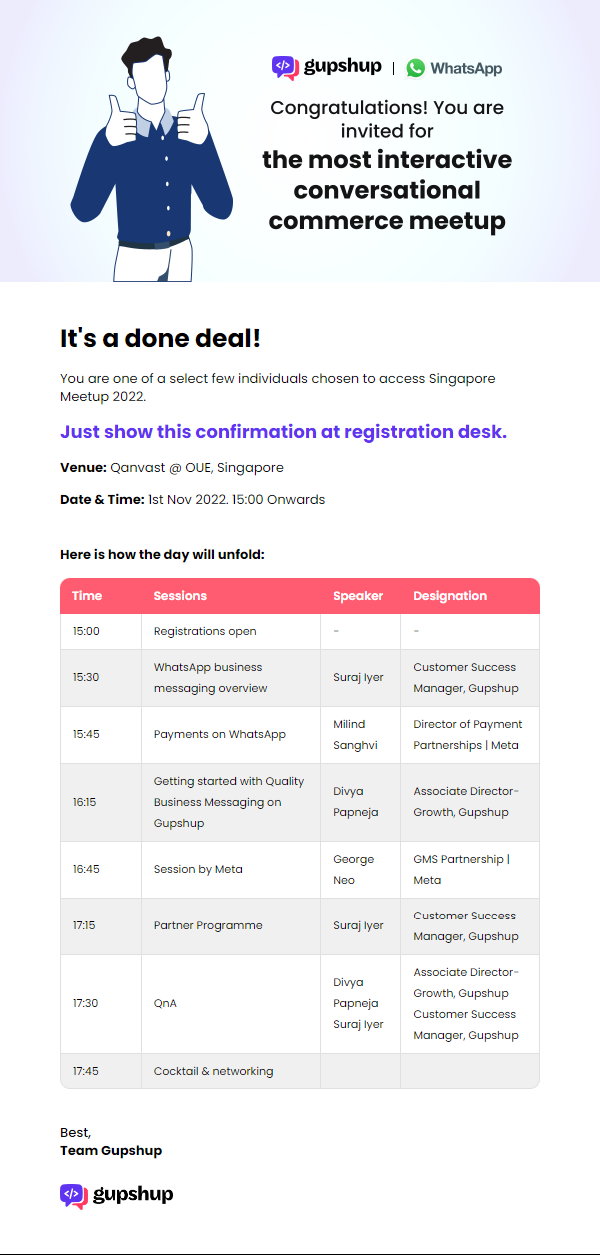 gupshup | WhatsApp
Congratulations! You are
invited for
the most interactive
conversational
commerce meetup
It's a done deal!
You are one of a select few individuals chosen to access Singapore
Meetup 2022.
Just show this confirmation at registration desk.
Venue: Qanvast @ OUE, Singapore
Date & Time: 1st Nov 2022. 15:00 Onwards
Here is how the day will unfold:
Time Sessions Speaker Designation
15:00 Registrations open - -
15:30 WhatsApp business
messaging overview
Suraj Iyer
Customer Success
Manager, Gupshup
15:45 Payments on WhatsApp
Milind
Sanghvi
Director of Payment
Partnerships | Meta
16:15
Getting started with Quality
Business Messaging on
Gupshup
Divya
Papneja
Associate Director-
Growth, Gupshup
16:45 Session by Meta
George
Neo
GMS Partnership |
Meta
17:15 Partner Programme Suraj Iyer
Customer Success
Manager, Gupshup
17:30 QnA
Divya
Papneja
Suraj Iyer
Associate Director-
Growth, Gupshup
Customer Success
Manager, Gupshup
17:45 Cocktail & networking
Best,
Team Gupshup
gupshup